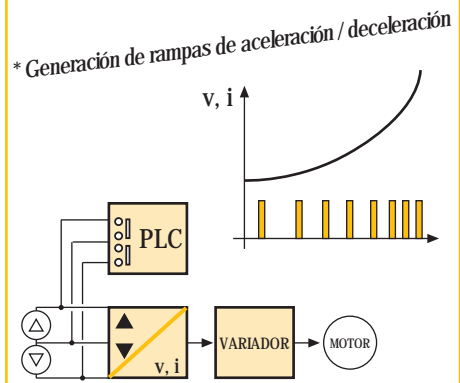 * Generación de rampas de aceleración / deceleración
v, i
PLC
v, i
VARIADOR
MOTOR